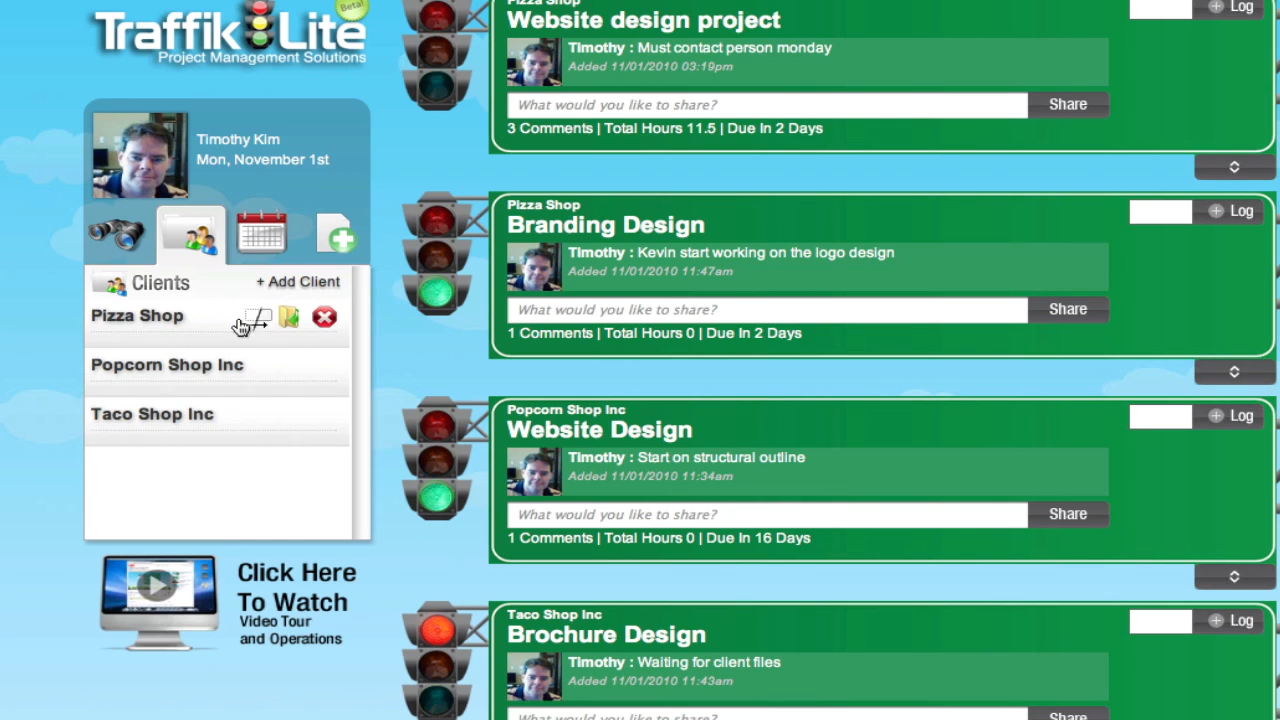 Traffik Lite
Beta!
Project Management Solutions
Timothy Kim
Mon, November 1st
Clients
+ Add Client
Pizza Shop
Popcorn Shop Inc
Taco Shop Inc
Click Here
To Watch
Video Tour
and Operations
Pizza Shop
Website design project
Log
Timothy : Must contact person monday
Added 11/01/2010 03:19pm
What would you like to share?
Share
3 Comments | Total Hours 11.5 | Due In 2 Days
Pizza Shop
Branding Design
Log
Timothy : Kevin start working on the logo design
Added 11/01/2010 11:47am
What would you like to share?
Share
1 Comments | Total Hours 0 | Due In 2 Days
Popcorn Shop Inc
Website Design
Log
Timothy : Start on structural outline
Added 11/01/2010 11:34am
What would you like to share?
Share
1 Comments | Total Hours 0 | Due In 16 Days
Taco Shop Inc
Brochure Design
Log
Timothy : Waiting for client files
Added 11/01/2010 11:43am
What would you like to share?
Share